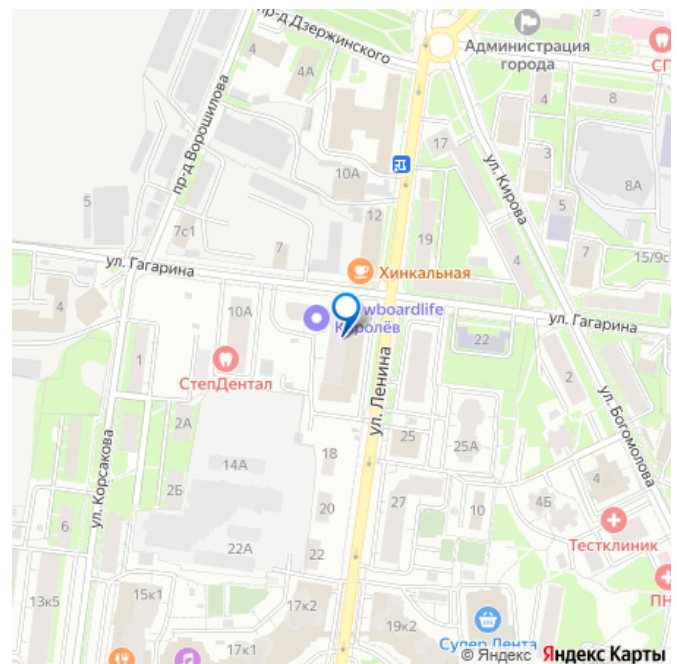 пр-д Дзержинского
Администрация
города
СП
4
4А
4
8
17
пр-д Ворошилова
10А
ул. Кирова
3
8А
5
5
7с1
12
7
19
4
7
15/9с
ул. Гагарина
Хинкальная
4
10А
wboardlife
Королёв
22
ул. Гагарина
1
СтепДентал
ул. Ленина
2
2А
25
25А
ул. Богомолова
18
14А
2Б
4
ул. Корсакова
27
4Б
6
20
10
Тестклиник
22А
22
ПН
15к1
13к5
17к2
19к2
17к1
Супер Лента
© Яндекс Яндекс Карты